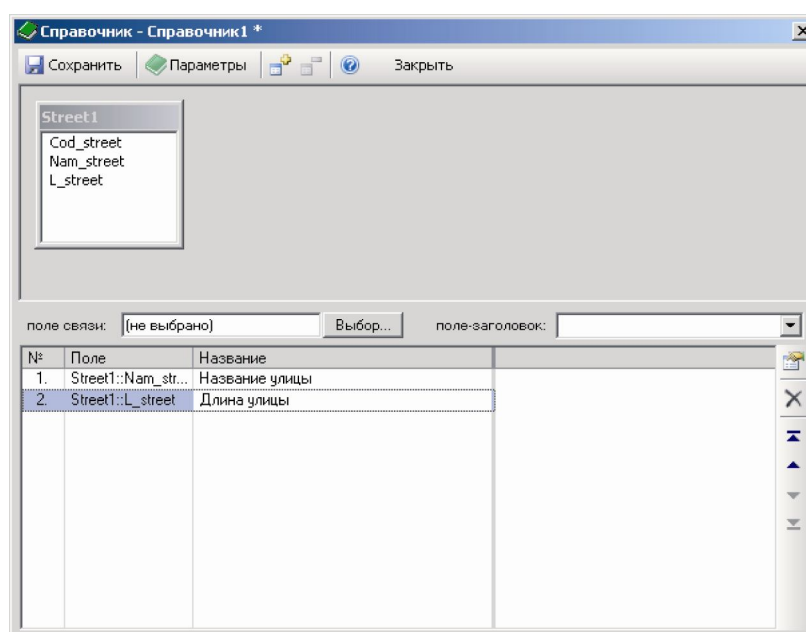 Справочник - Справочник1 *
Сохранить Параметры Закрыть
Street1
Cod_street
Nam_street
L_street
поле связи: (не выбрано) Выбор... поле-заголовок:
№ Поле Название
1. Street1::Nam_str... Название улицы
2. Street1::L_street Длина улицы